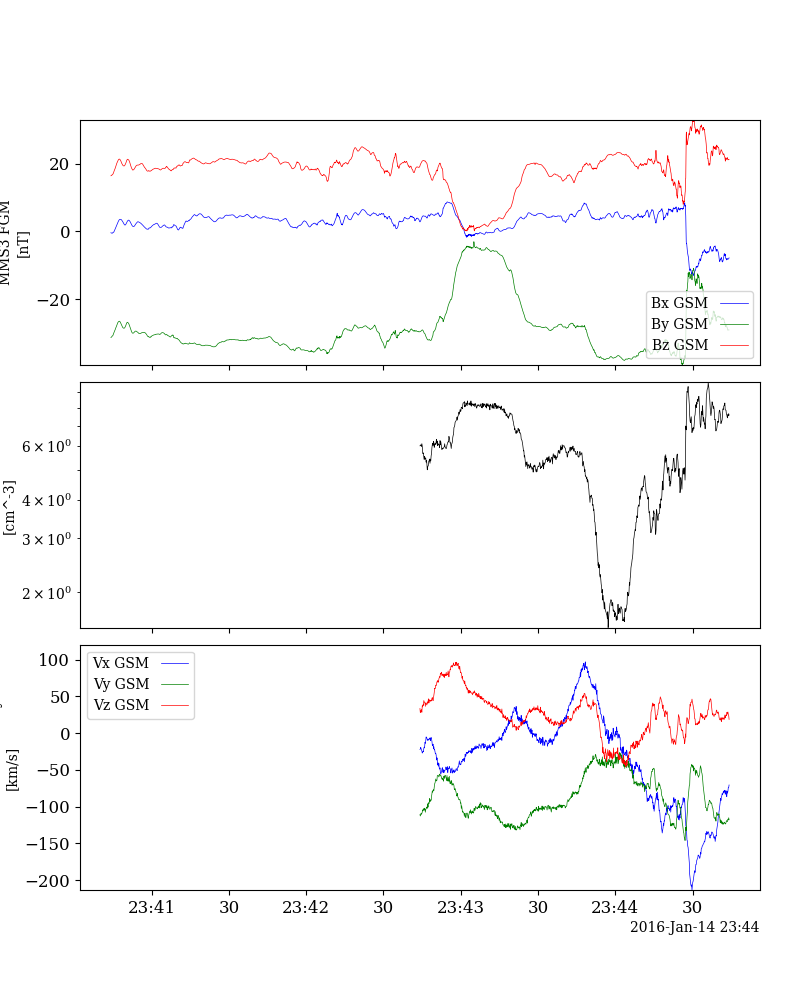 20
0
−20
MMS3 FGM
[nT]
Bx GSM
By GSM
Bz GSM
6 × 10⁰
4 × 10⁰
3 × 10⁰
2 × 10⁰
[cm^-3]
100
50
0
−50
−100
−150
−200
[km/s]
Vx GSM
Vy GSM
Vz GSM
23:41
30
23:42
30
23:43
30
23:44
30
2016-Jan-14 23:44